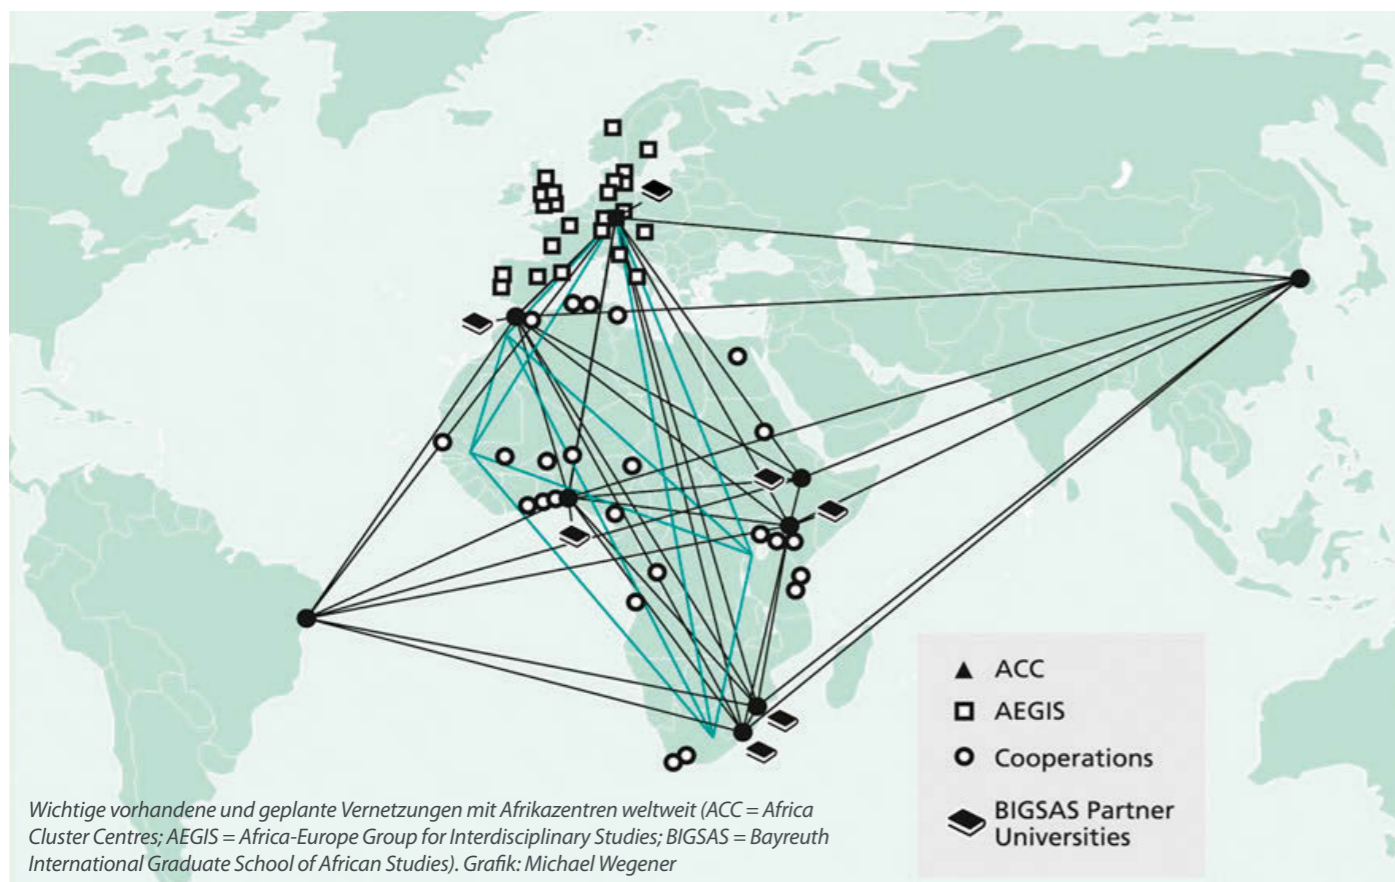 ACC
AEGIS
Cooperations
BIGSAS Partner
Universities
Wichtige vorhandene und geplante Vernetzungen mit Afrikazentren weltweit (ACC = Africa
Cluster Centres; AEGIS = Africa-Europe Group for Interdisciplinary Studies; BIGSAS = Bayreuth
International Graduate School of African Studies). Grafik: Michael Wegener